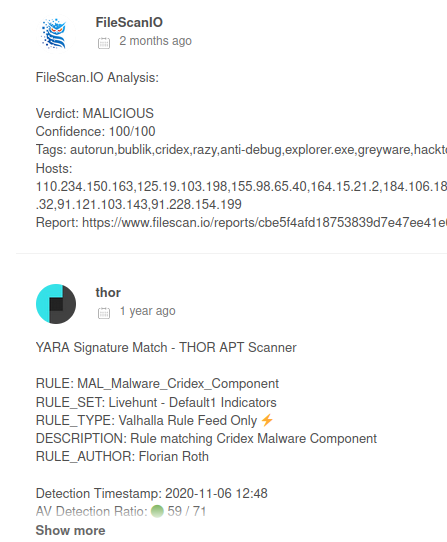 FileScanIO
2 months ago
FileScan.IO Analysis:
Verdict: MALICIOUS
Confidence: 100/100
Tags: autorun,bublik,cridex,razy,anti-debug,explorer.exe,greyware,hackt
Hosts:
110.234.150.163,125.19.103.198,155.98.65.40,164.15.21.2,184.106.18
.32,91.121.103.143,91.228.154.199
Report: https://www.filescan.io/reports/cbe5f4afd18753839d7e47ee41e
thor
1 year ago
YARA Signature Match - THOR APT Scanner
RULE: MAL_Malware_Cridex_Component
RULE_SET: Livehunt - Default1 Indicators
RULE_TYPE: Valhalla Rule Feed Only ⚡
DESCRIPTION: Rule matching Cridex Malware Component
RULE_AUTHOR: Florian Roth
Detection Timestamp: 2020-11-06 12:48
AV Detection Ratio: 🟢 59 / 71
Show more